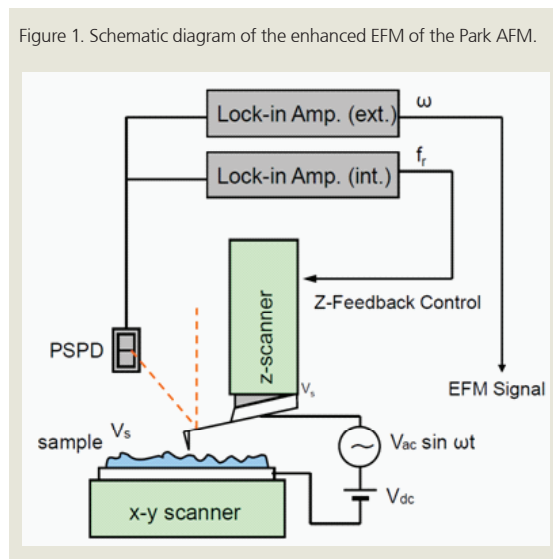 Figure 1. Schematic diagram of the enhanced EFM of the Park AFM.
Lock-in Amp. (ext.)
ω
Lock-in Amp. (int.)
fr
z-scanner
Z-Feedback Control
PSPD
EFM Signal
Vs
sample Vs
Vac sin ωt
Vdc
x-y scanner